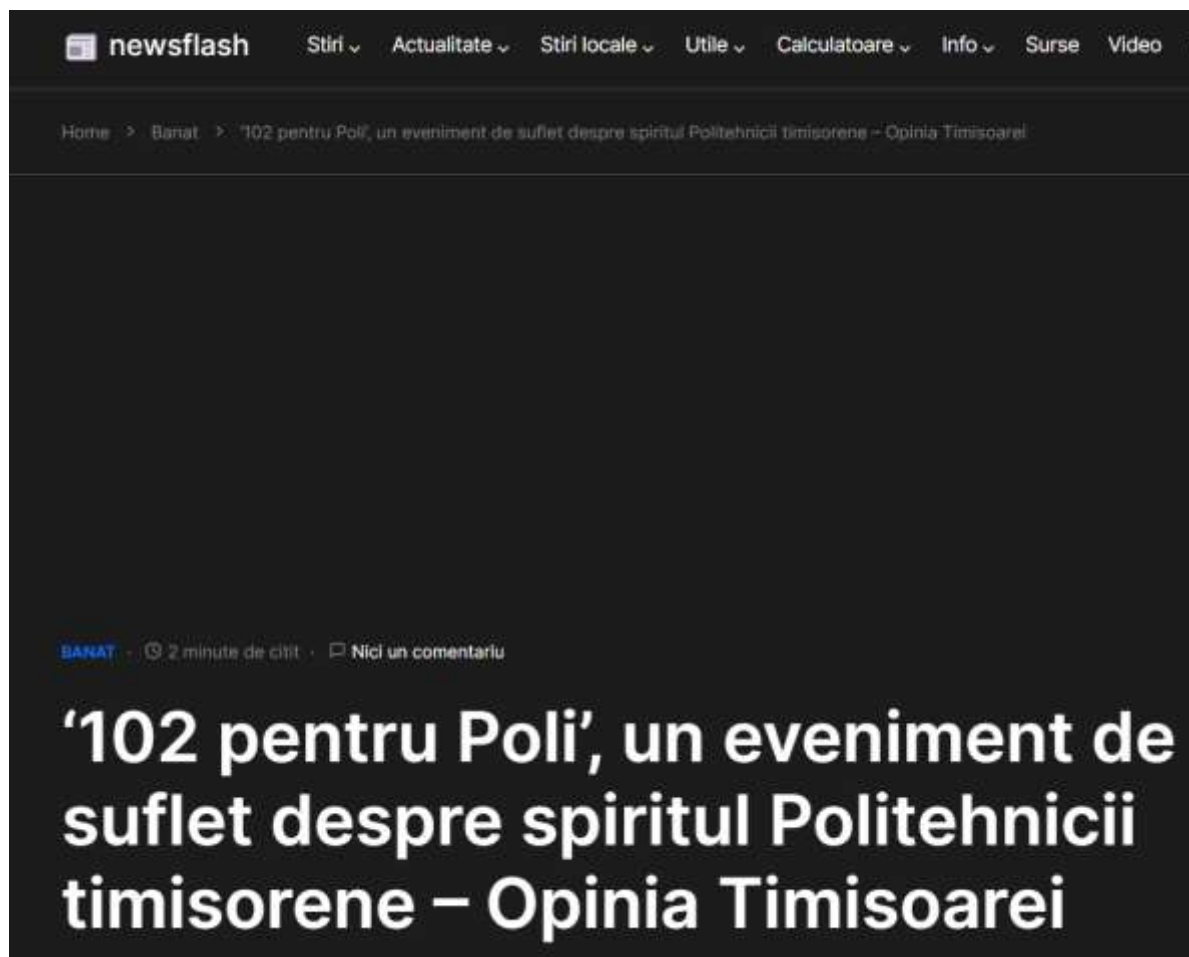 newsflash Stiri Actualitate Stiri locale Utile Calculatoare Info Surse Video
Home > Banat > '102 pentru Poli', un eveniment de suflet despre spiritul Politehnicii timisorene – Opinia Timisoarei
BANAT · 2 minute de citit · Nici un comentariu
‘102 pentru Poli’, un eveniment de
suflet despre spiritul Politehnicii
timisorene – Opinia Timisoarei